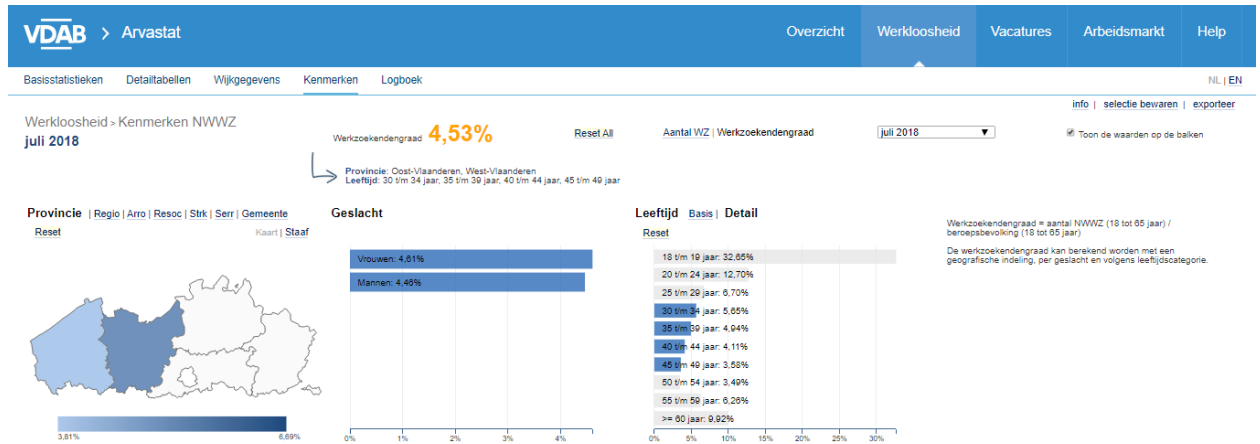 VDAB > Arvastat
Overzicht Werkloosheid Vacatures Arbeidsmarkt Help
Basisstatistieken Detailtabellen Wijkgegevens Kenmerken Logboek NL | EN
info | selectie bewaren | exporteer
Werkloosheid > Kenmerken NWWZ
juli 2018
Werkzoekendengraad 4,53%
Reset All
Aantal WZ | Werkzoekendengraad
juli 2018
Toon de waarden op de balken
Provincie: Oost-Vlaanderen, West-Vlaanderen
Leeftijd: 30 t/m 34 jaar, 35 t/m 39 jaar, 40 t/m 44 jaar, 45 t/m 49 jaar
Provincie | Regio | Arro | Resoc | Strk | Serr | Gemeente
Reset Kaart | Staaf
3,81% 6,69%
Geslacht
Vrouwen: 4,61%
Mannen: 4,46%
0% 1% 2% 3% 4%
Leeftijd Basis | Detail
Reset
18 t/m 19 jaar: 32,65%
20 t/m 24 jaar: 12,70%
25 t/m 29 jaar: 6,70%
30 t/m 34 jaar: 5,65%
35 t/m 39 jaar: 4,94%
40 t/m 44 jaar: 4,11%
45 t/m 49 jaar: 3,58%
50 t/m 54 jaar: 3,49%
55 t/m 59 jaar: 6,26%
>= 60 jaar: 9,92%
0% 5% 10% 15% 20% 25% 30%
Werkzoekendengraad = aantal NWWZ (18 tot 65 jaar) /
beroepsbevolking (18 tot 65 jaar)
De werkzoekendengraad kan berekend worden met een
geografische indeling, per geslacht en volgens leeftijdscategorie.